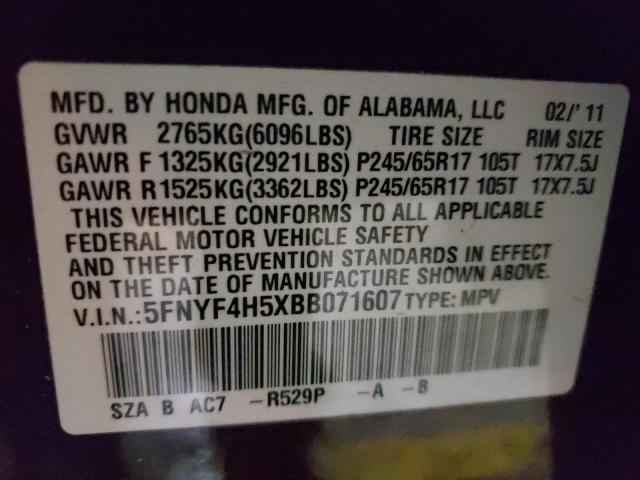 MFD. BY HONDA MFG. OF ALABAMA, LLC 02/'11
GVWR 2765KG(6096LBS) TIRE SIZE RIM SIZE
GAWR F 1325KG(2921LBS) P245/65R17 105T 17X7.5J
GAWR R 1525KG(3362LBS) P245/65R17 105T 17X7.5J
THIS VEHICLE CONFORMS TO ALL APPLICABLE
FEDERAL MOTOR VEHICLE SAFETY
AND THEFT PREVENTION STANDARDS IN EFFECT
ON THE DATE OF MANUFACTURE SHOWN ABOVE.
V.I.N.: 5FNYF4H5XBB071607 TYPE: MPV
SZA B AC7 -R529P -A -B